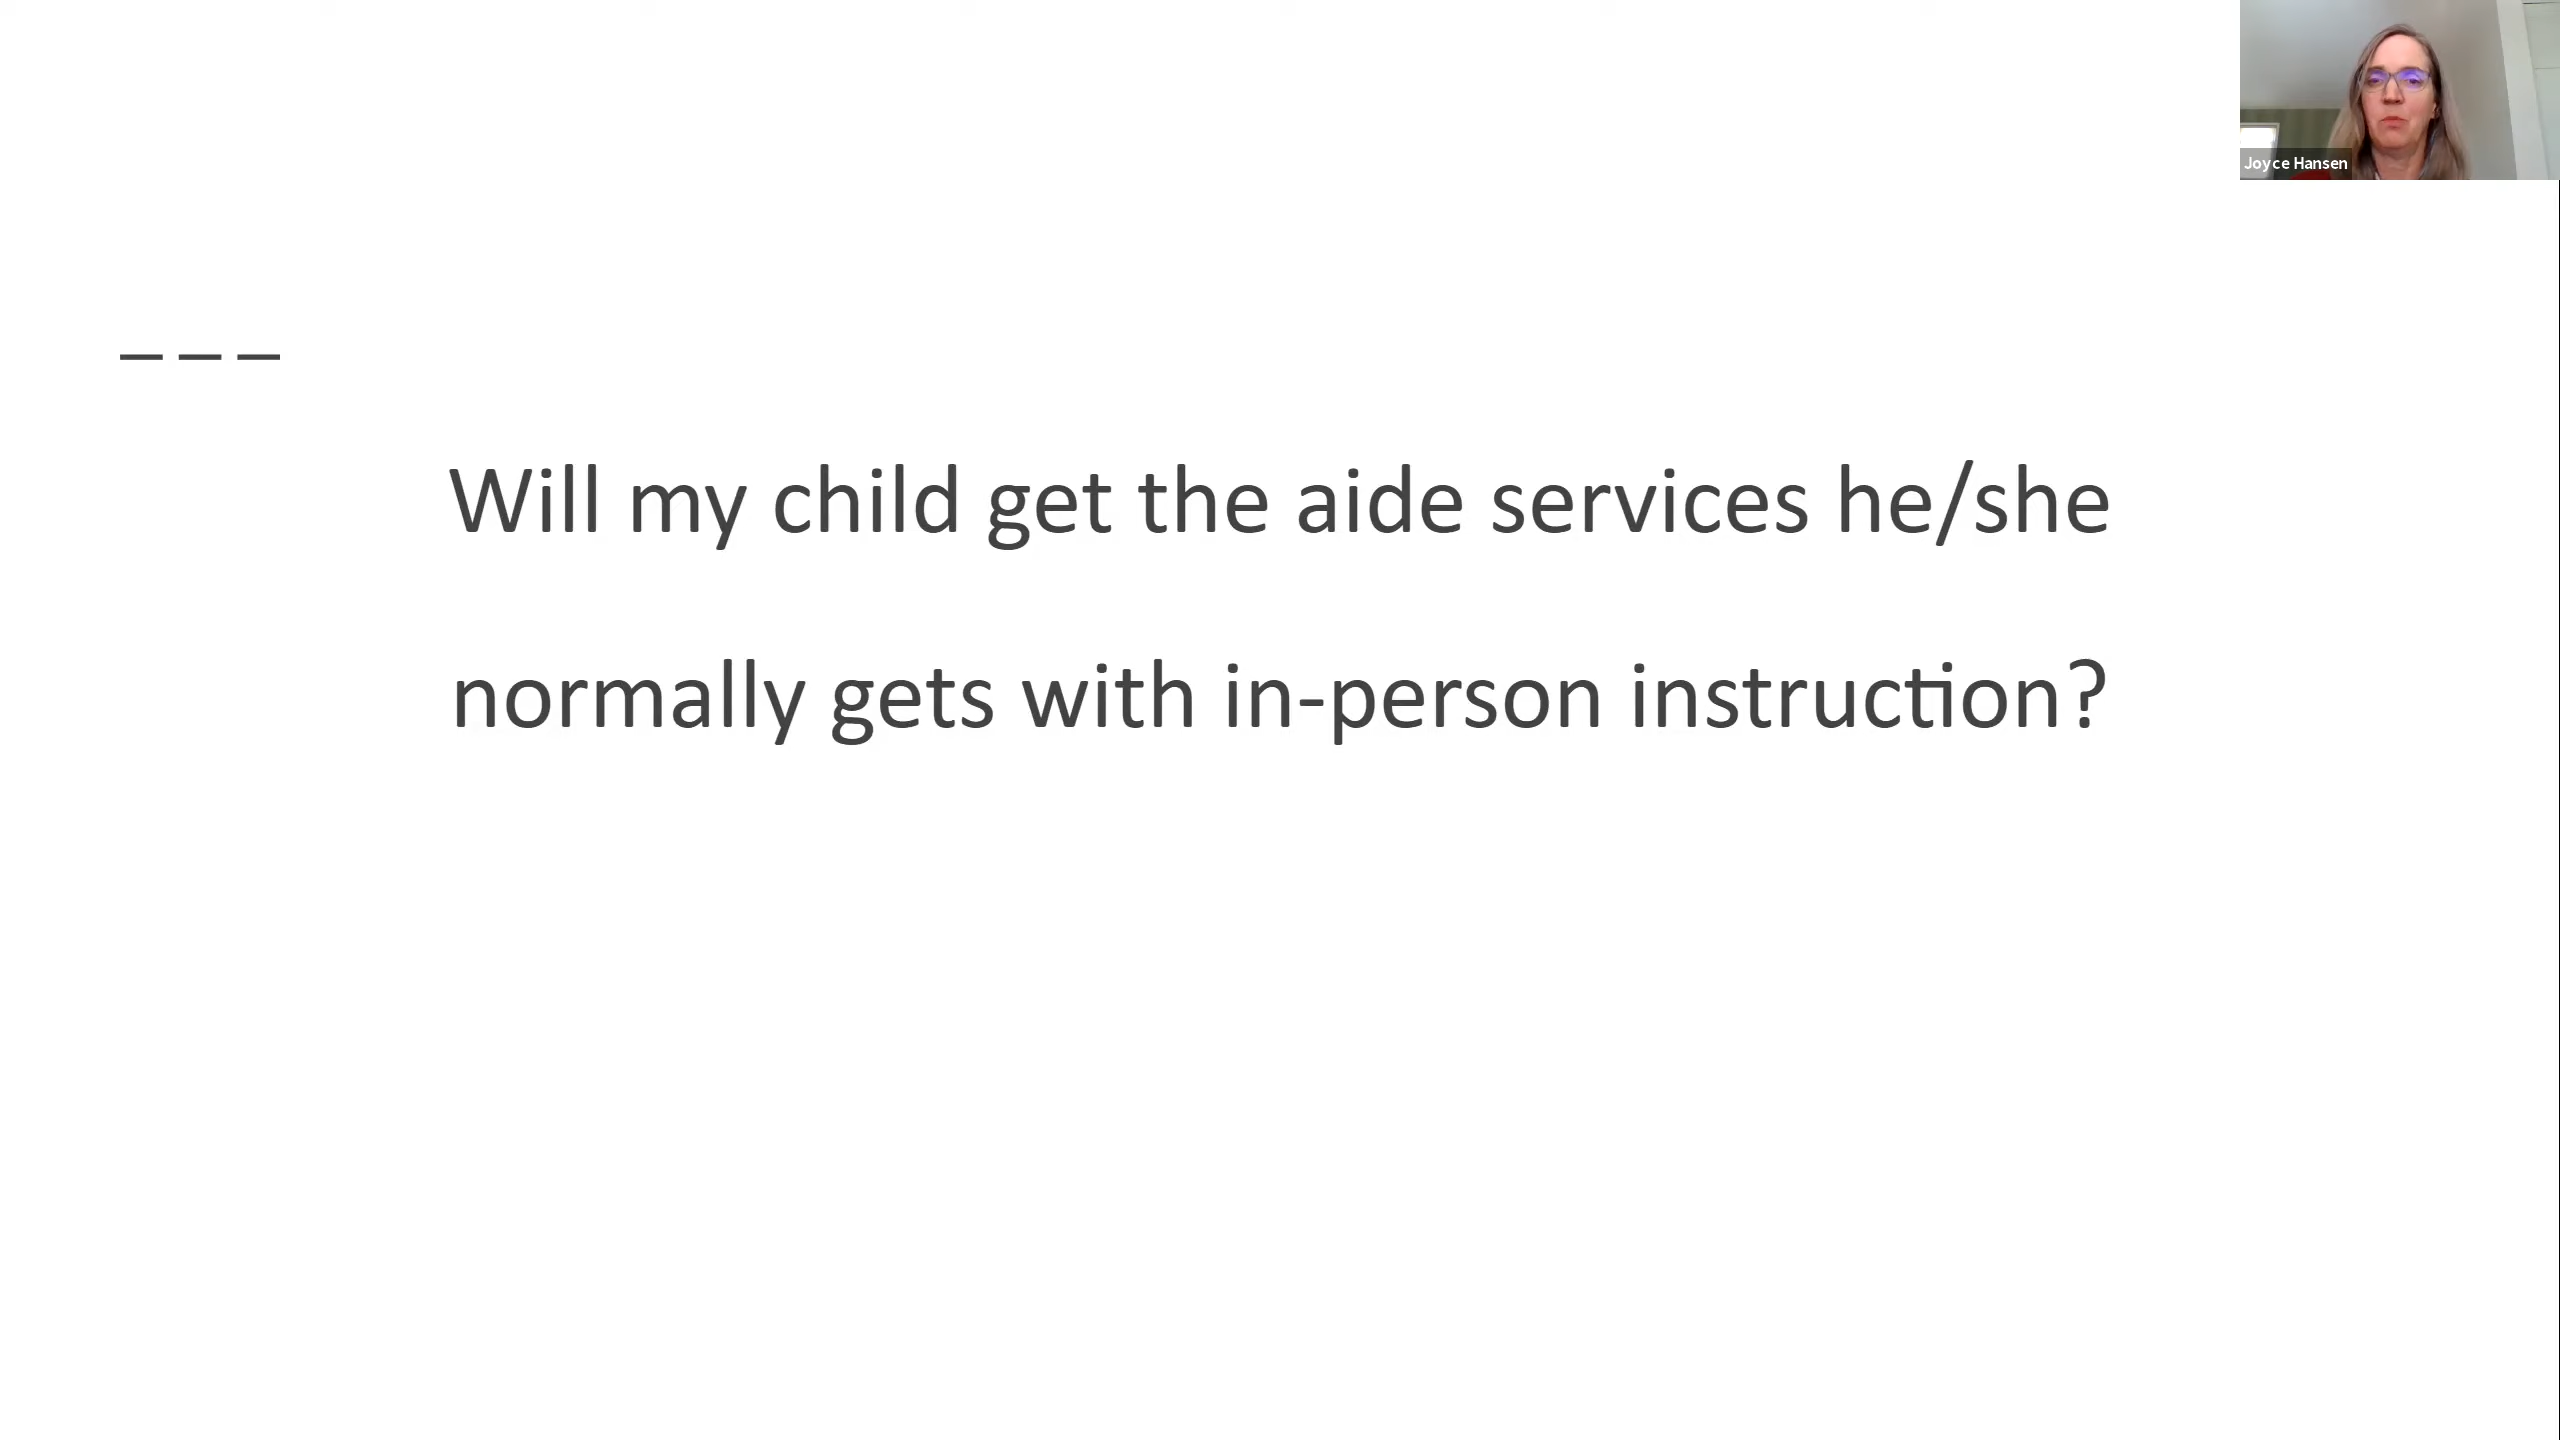 Joyce Hansen
Will my child get the aide services he/she
normally gets with in-person instruction?